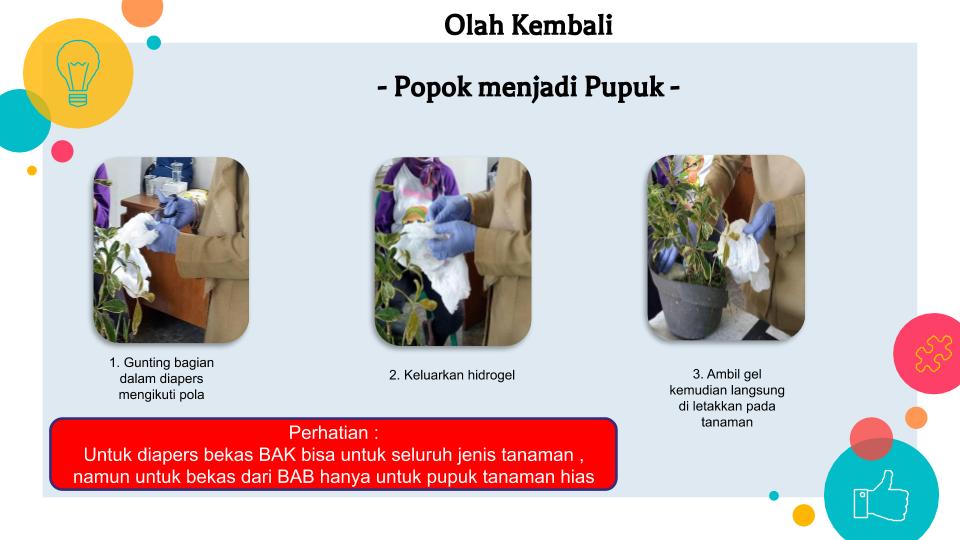 Olah Kembali
- Popok menjadi Pupuk -
1. Gunting bagian
dalam diapers
mengikuti pola
2. Keluarkan hidrogel
3. Ambil gel
kemudian langsung
di letakkan pada
tanaman
Perhatian :
Untuk diapers bekas BAK bisa untuk seluruh jenis tanaman ,
namun untuk bekas dari BAB hanya untuk pupuk tanaman hias